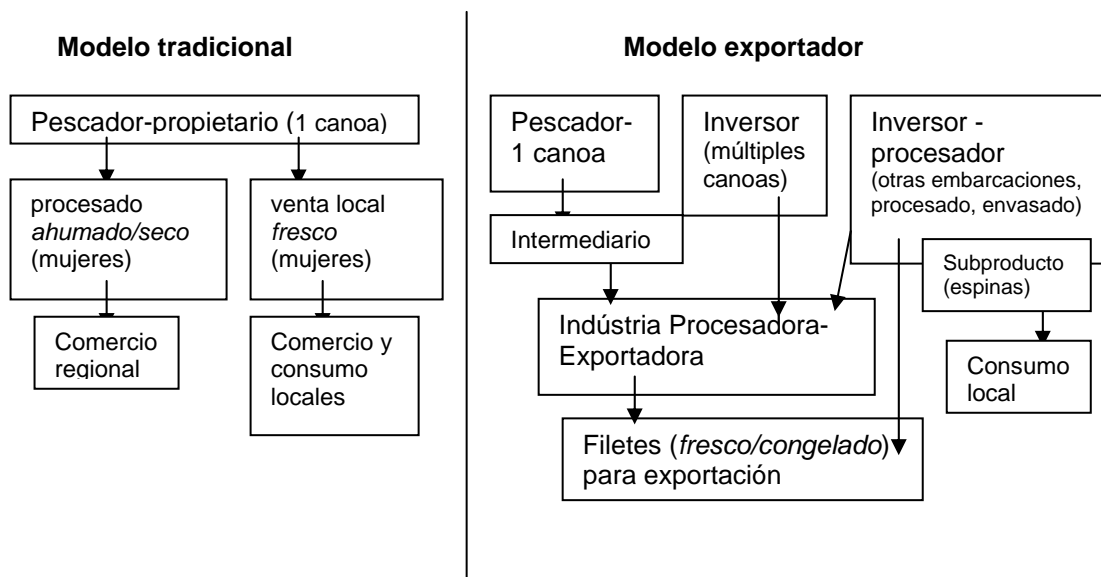 Modelo tradicional
Pescador-propietario (1 canoa)
procesado
ahumado/seco
(mujeres)
venta local
fresco
(mujeres)
Comercio
regional
Comercio y
consumo
locales
Modelo exportador
Pescador-
1 canoa
Inversor
(múltiples
canoas)
Inversor -
procesador
(otras embarcaciones,
procesado, envasado)
Intermediario
Subproducto
(espinas)
Indústria Procesadora-
Exportadora
Consumo
local
Filetes (fresco/congelado)
para exportación